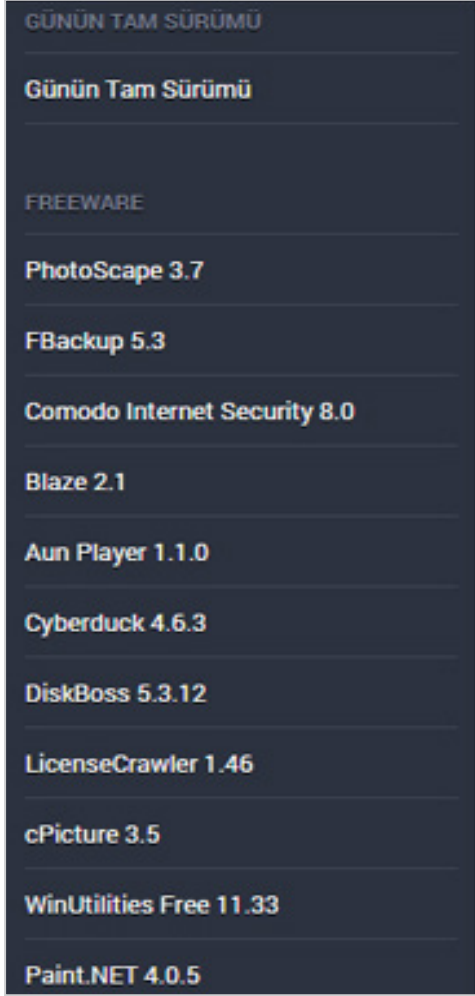 GÜNÜN TAM SÜRÜMÜ
Günün Tam Sürümü
FREEWARE
PhotoScape 3.7
FBackup 5.3
Comodo Internet Security 8.0
Blaze 2.1
Aun Player 1.1.0
Cyberduck 4.6.3
DiskBoss 5.3.12
LicenseCrawler 1.46
cPicture 3.5
WinUtilities Free 11.33
Paint.NET 4.0.5